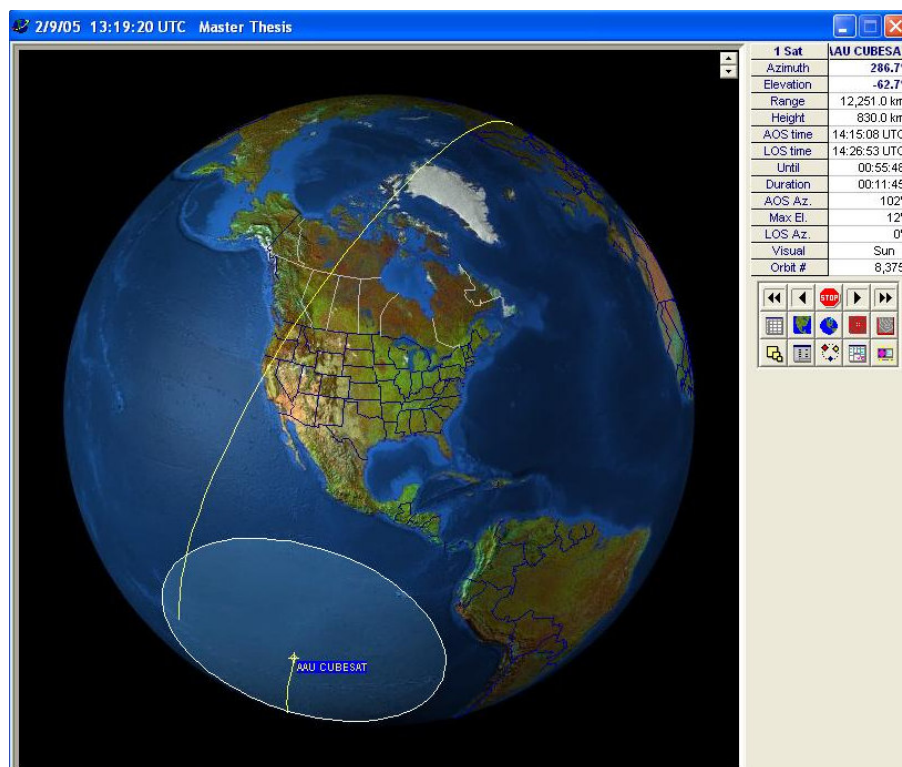 2/9/05 13:19:20 UTC Master Thesis
1 Sat AAU CUBESA
Azimuth 286.7°
Elevation -62.7°
Range 12,251.0 km
Height 830.0 km
AOS time 14:15:08 UTC
LOS time 14:26:53 UTC
Until 00:55:48
Duration 00:11:45
AOS Az. 102°
Max El. 12°
LOS Az. 0°
Visual Sun
Orbit # 8,375
STOP
AAU CUBESAT